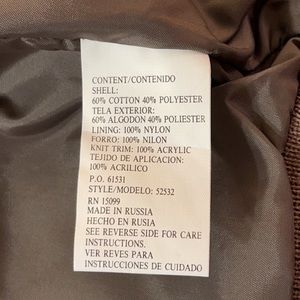 CONTENT/CONTENIDO
SHELL:
60% COTTON 40% POLYESTER
TELA EXTERIOR:
60% ALGODON 40% POLIESTER
LINING: 100% NYLON
FORRO: 100% NILON
KNIT TRIM: 100% ACRYLIC
TEJIDO DE APLICACION:
100% ACRILICO
P.O. 61531
STYLE/MODELO: 52532
RN 15099
MADE IN RUSSIA
HECHO EN RUSIA
SEE REVERSE SIDE FOR CARE
INSTRUCTIONS.
VER REVES PARA
INSTRUCCIONES DE CUIDADO